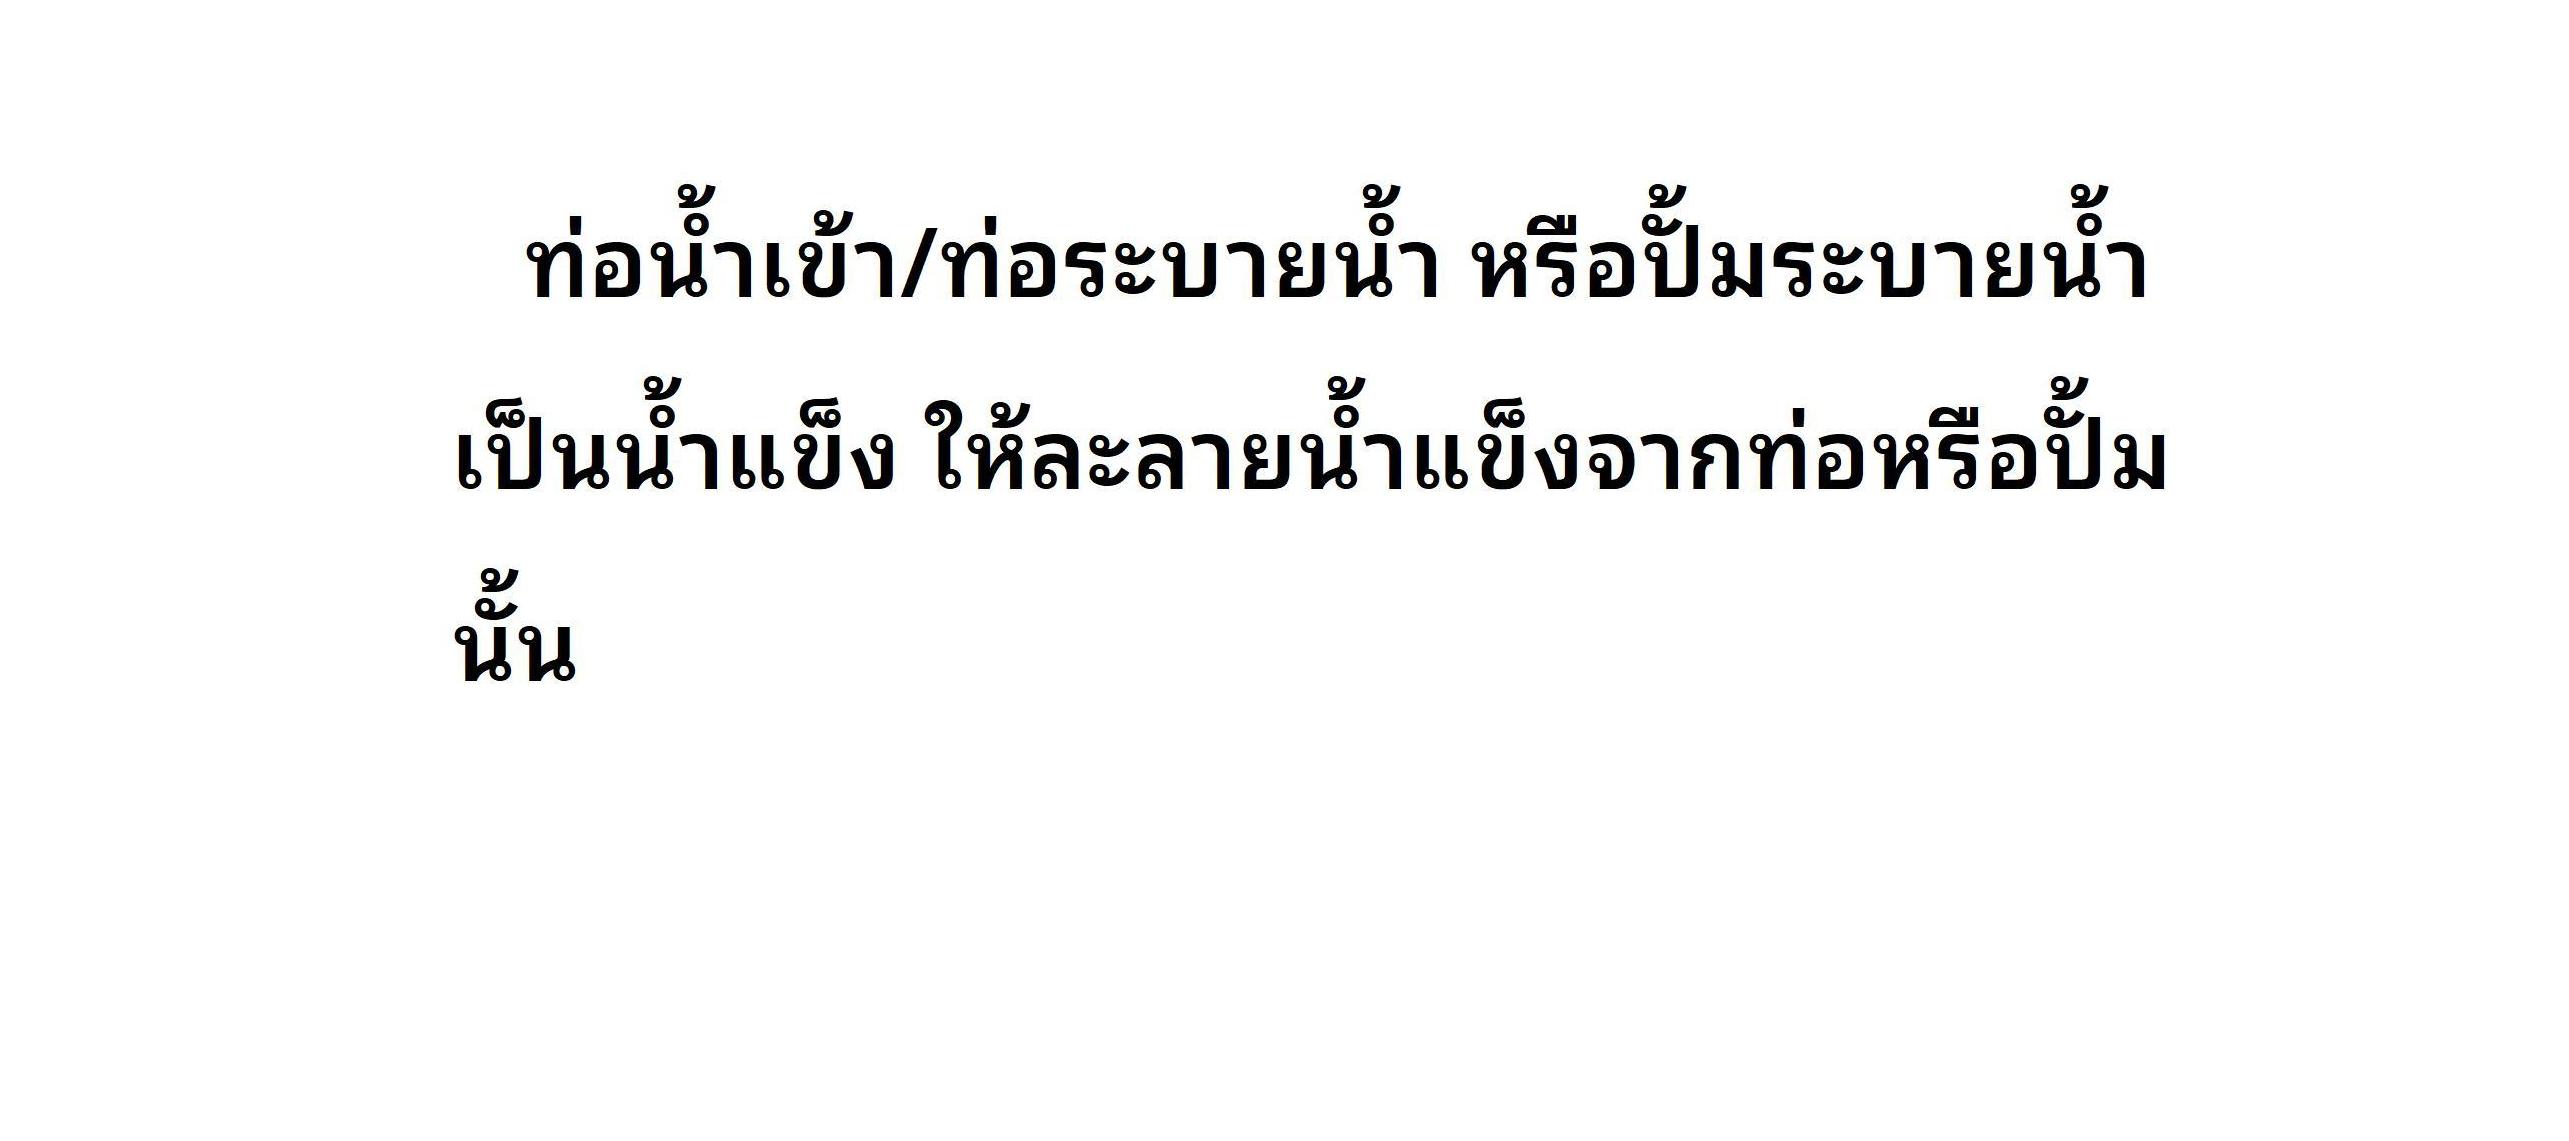 ท่อน้ำเข้า/ท่อระบายน้ำ หรือปั้มระบายน้ำ
เป็นน้ำแข็ง ให้ละลายน้ำแข็งจากท่อหรือปั้ม
นั้น